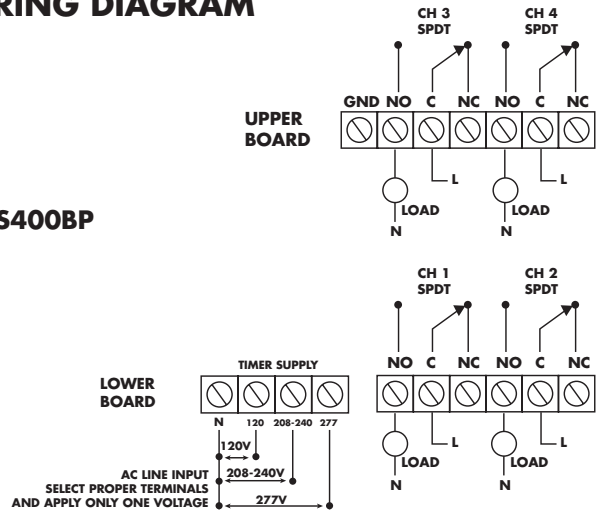 RING DIAGRAM
CH 3 CH 4
SPDT SPDT
GND NO C NC NO C NC
UPPER
BOARD
L L
LOAD LOAD
N N
S400BP
CH 1 CH 2
SPDT SPDT
NO C NC NO C NC
TIMER SUPPLY
LOWER
BOARD
N 120 208-240 277
120V
L L
LOAD LOAD
N N
AC LINE INPUT 208-240V
SELECT PROPER TERMINALS
AND APPLY ONLY ONE VOLTAGE 277V